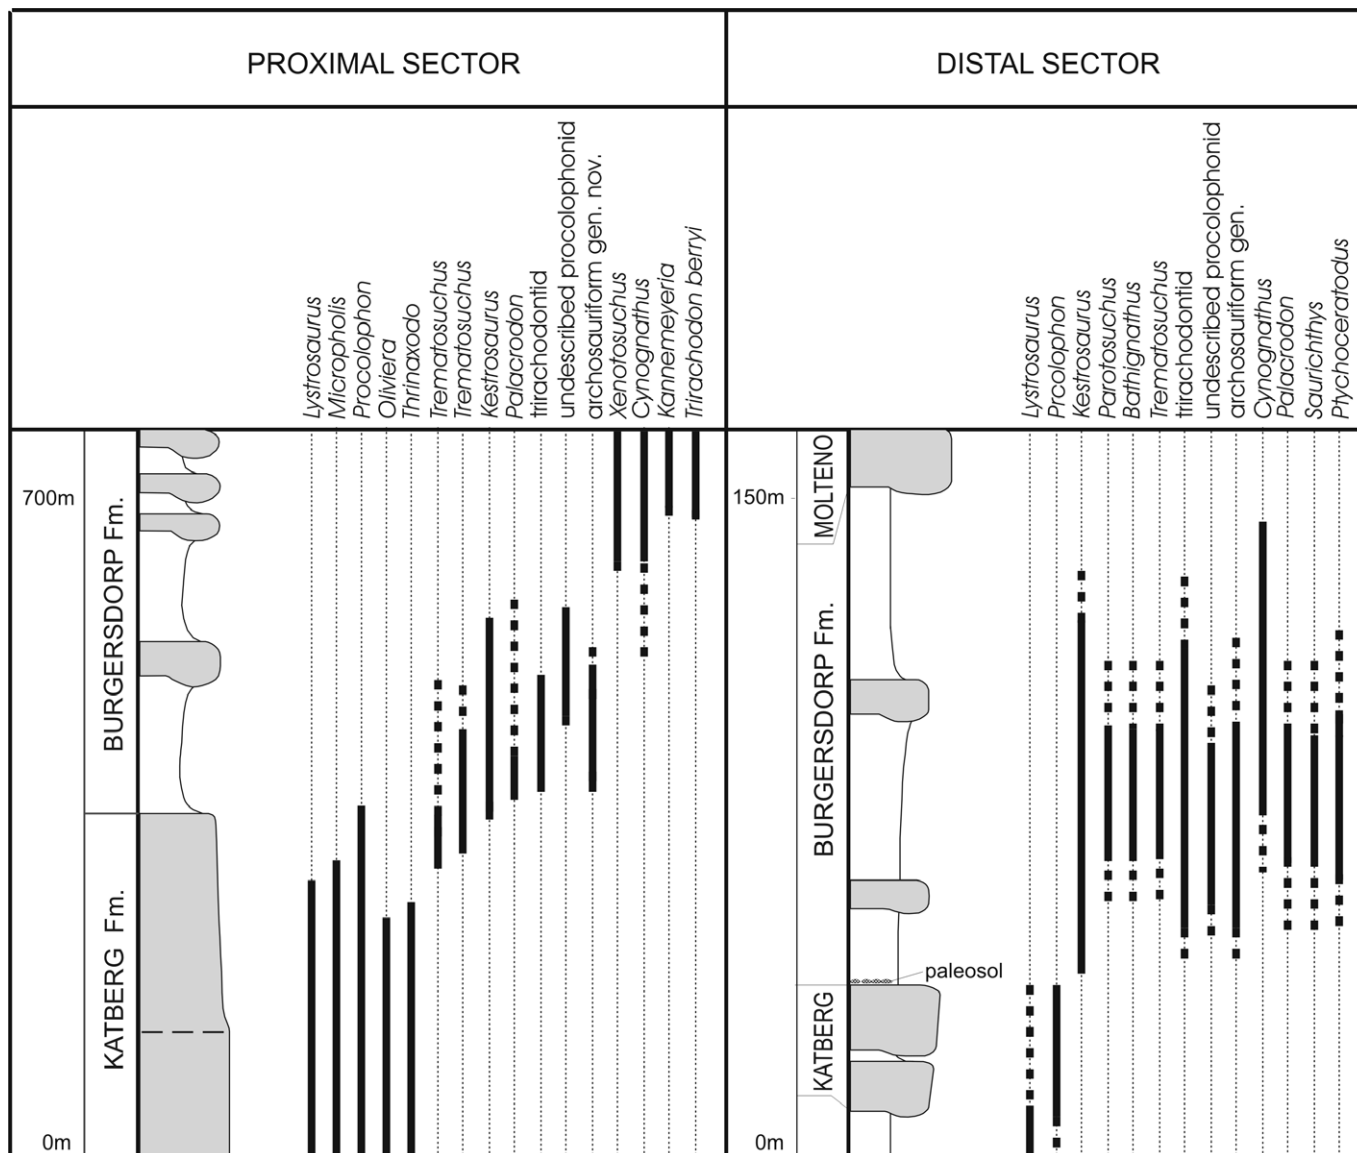 PROXIMAL SECTOR
DISTAL SECTOR
Lystrosaurus
Micropholis
Procolophon
Oliviera
Thrinaxodo
Trematosuchus
Trematosuchus
Kestrosaurus
Palacrodon
trirachodontid
undescribed procolophonid
archosauriform gen. nov.
Xenotosuchus
Cynognathus
Kannemeyeria
Trirachodon berryi
Lystrosaurus
Prcolophon
Kestrosaurus
Parotosuchus
Bathignathus
Trematosuchus
trirachodontid
undescribed procolophonid
archosauriform gen.
Cynognathus
Palacrodon
Saurichthys
Ptychoceratodus
700m
BURGERSDORP Fm.
KATBERG Fm.
0m
150m
MOLTENO
BURGERSDORP Fm.
paleosol
KATBERG
0m